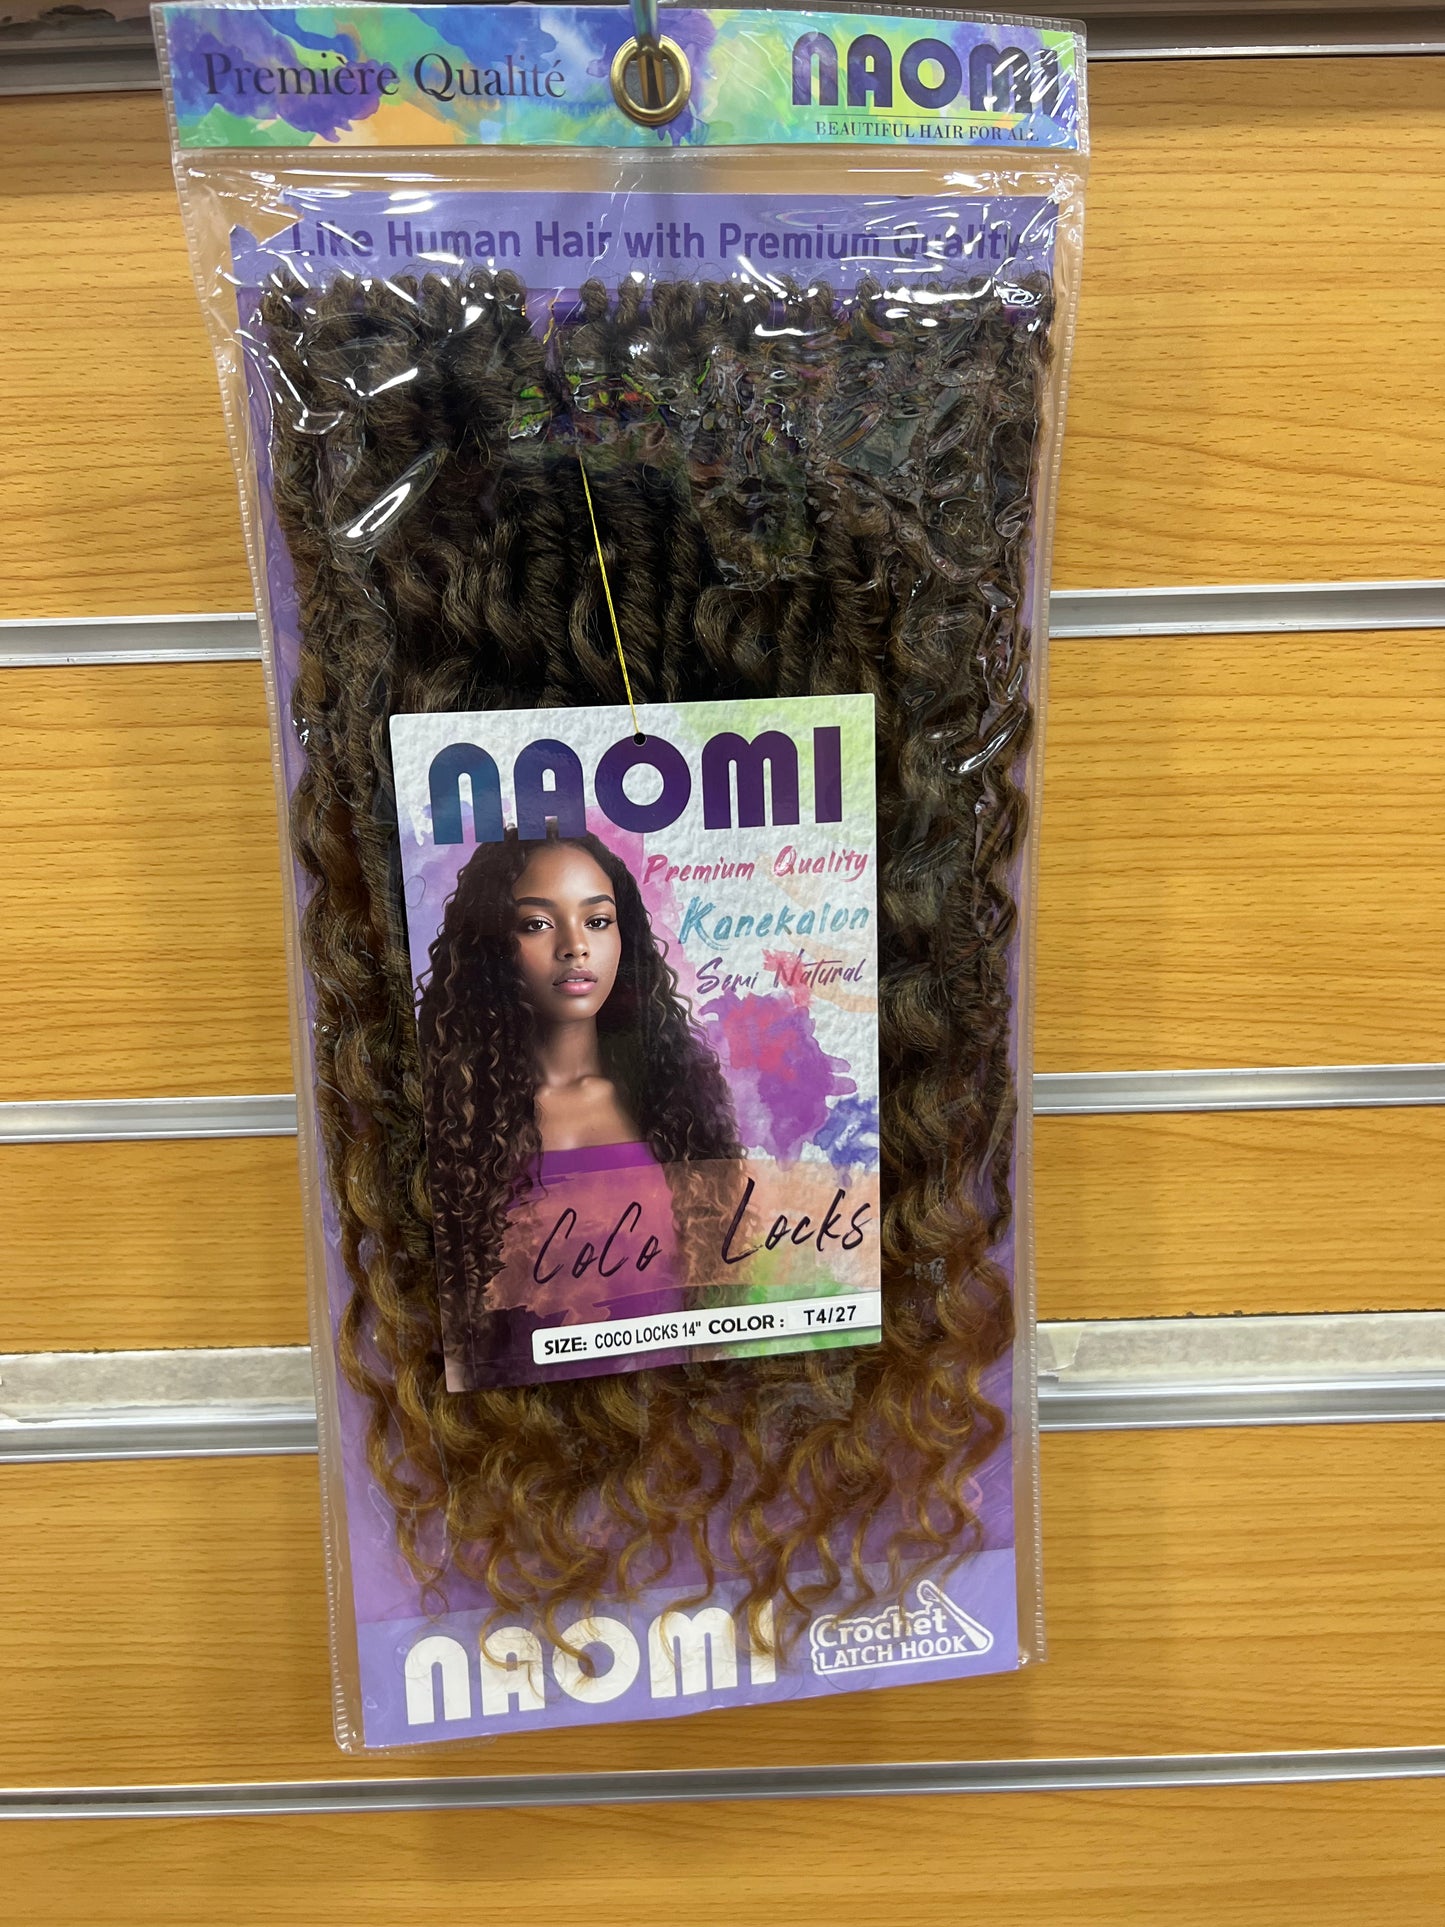 Première Qualité
NAOMI
BEAUTIFUL HAIR FOR ALL
Like Human Hair with Premium Quality
NAOMI
Premium Quality
Kanekalon
Semi Natural
CoCo Locks
SIZE: COCO LOCKS 14" COLOR: T4/27
NAOMI
Crochet
LATCH HOOK